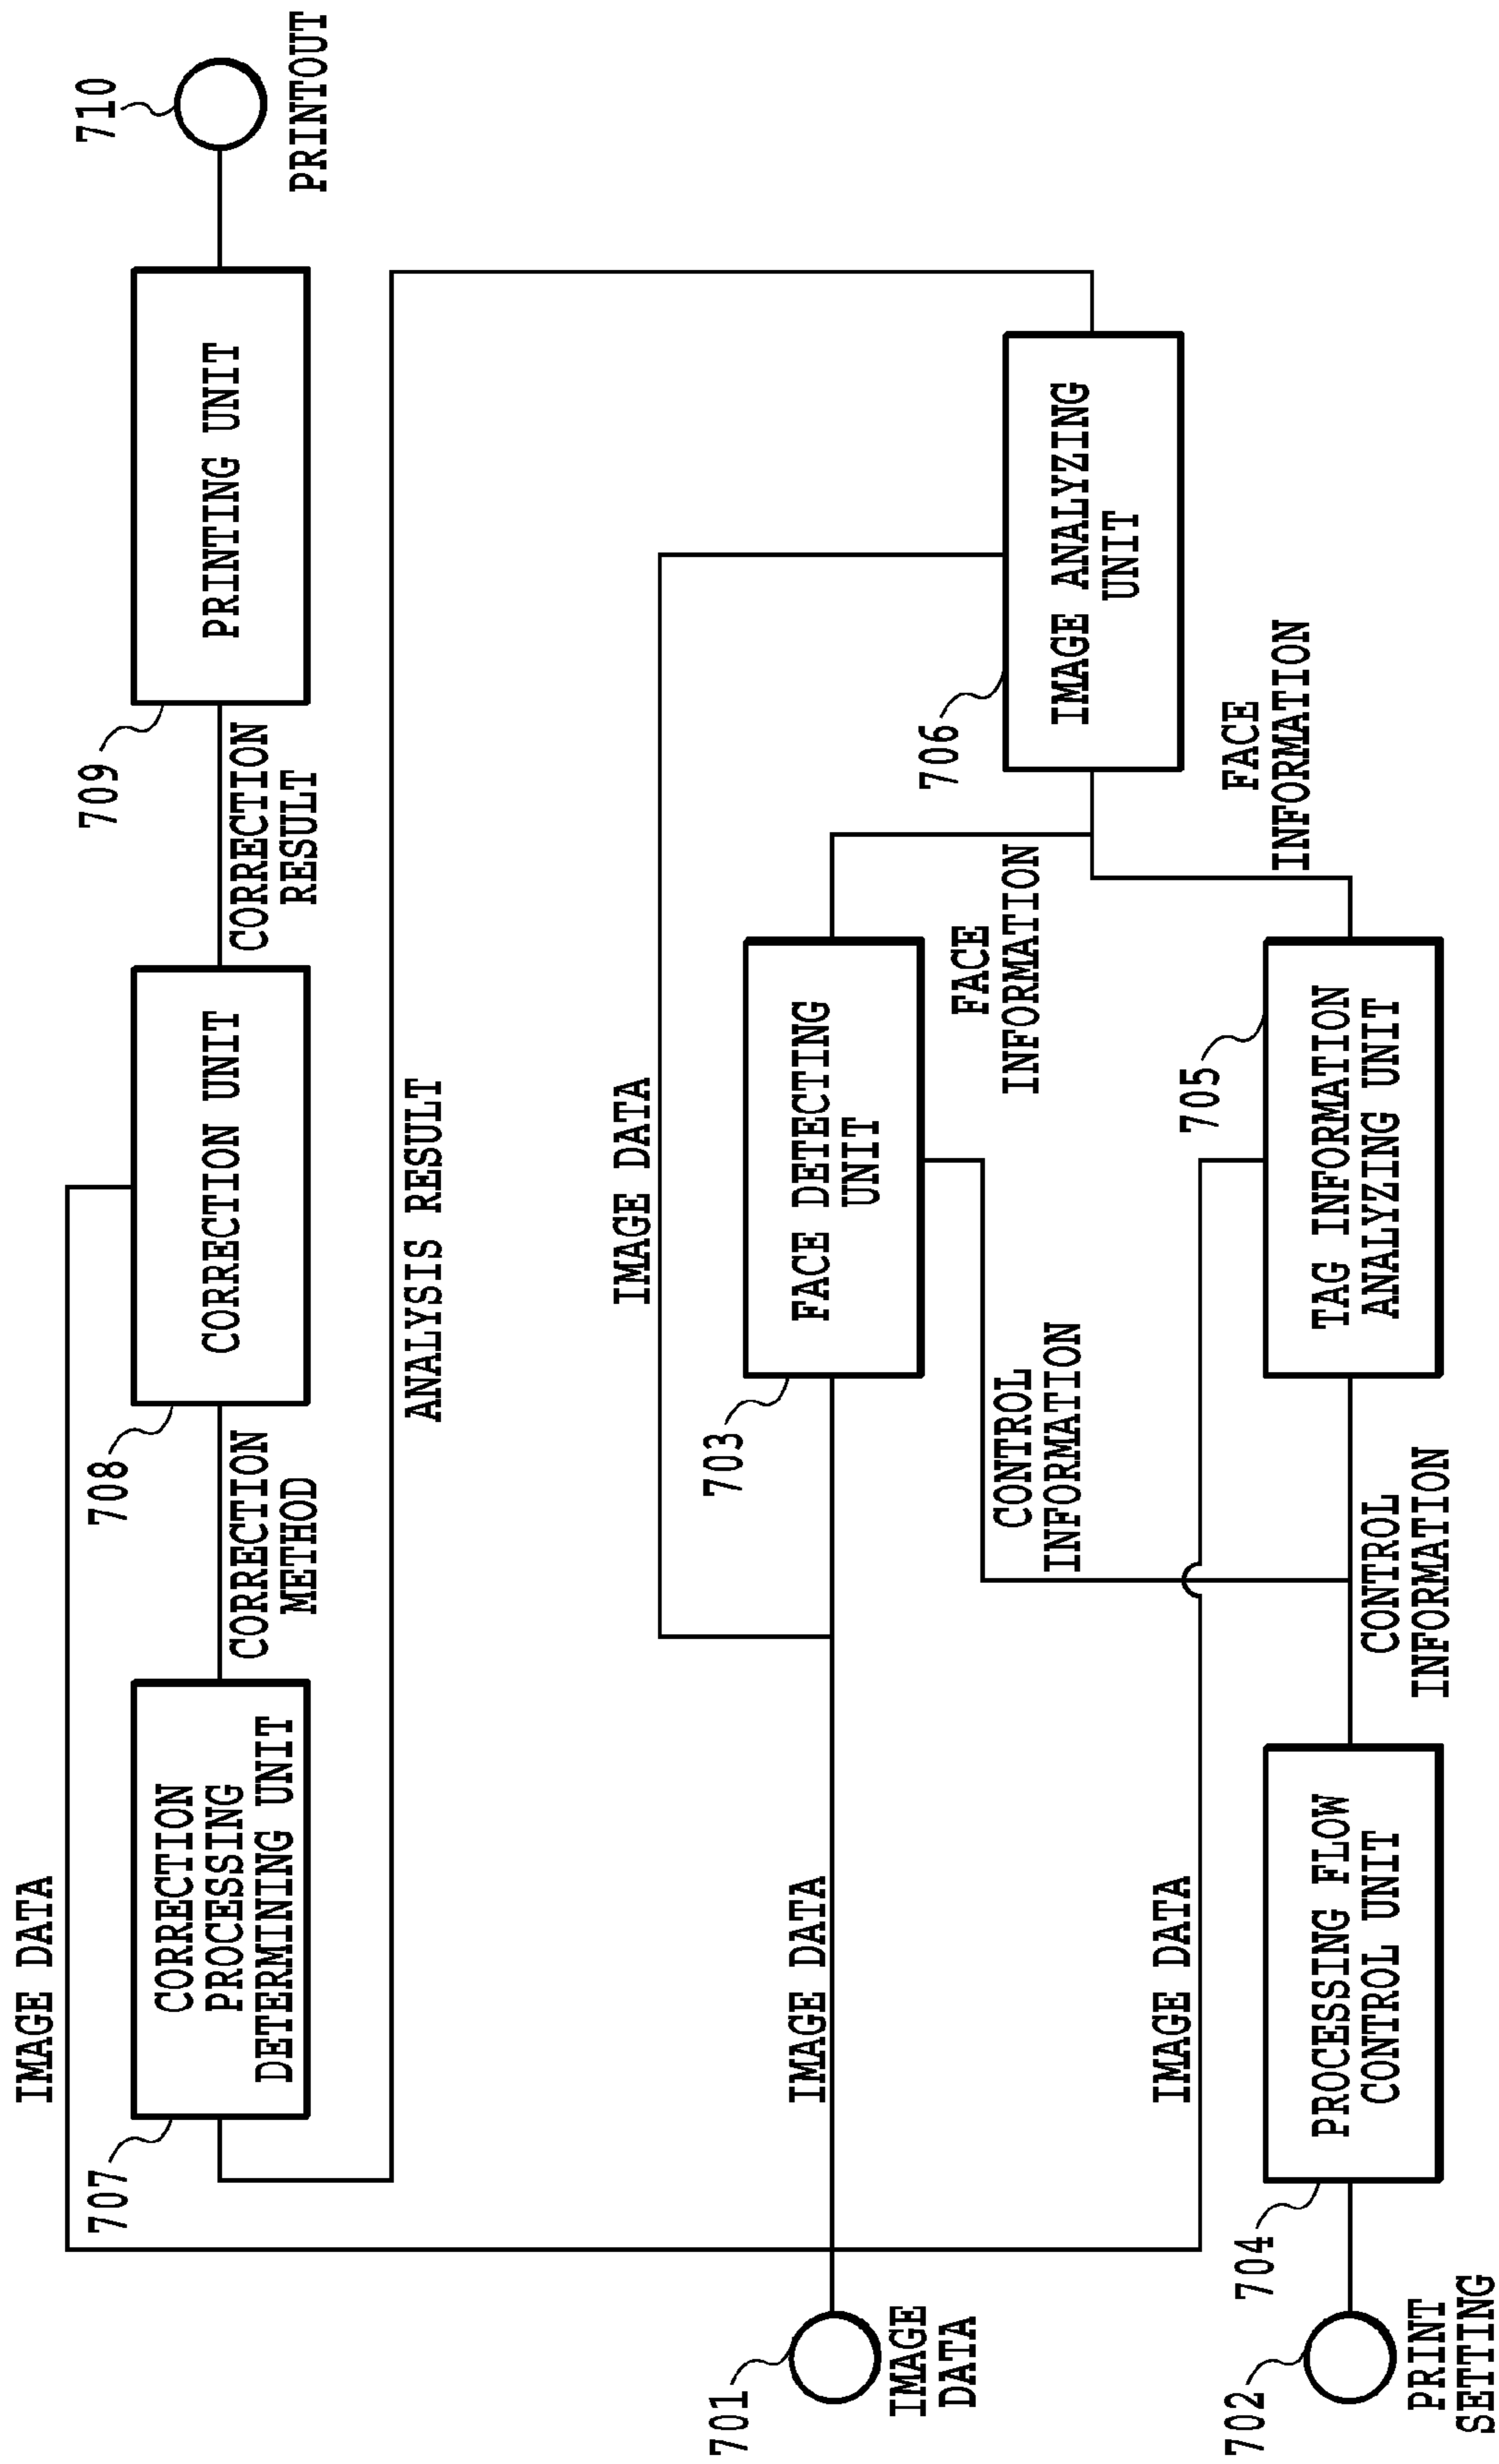 IMAGE DATA
707
CORRECTION
PROCESSING
DETERMINING UNIT
CORRECTION
METHOD
708
CORRECTION UNIT
CORRECTION
RESULT
709
PRINTING UNIT
710
PRINTOUT
ANALYSIS RESULT
IMAGE DATA
701
IMAGE
DATA
IMAGE DATA
703
FACE DETECTING
UNIT
FACE
INFORMATION
CONTROL
INFORMATION
706
IMAGE ANALYZING
UNIT
IMAGE DATA
702
PRINT
SETTING
704
PROCESSING FLOW
CONTROL UNIT
CONTROL
INFORMATION
705
TAG INFORMATION
ANALYZING UNIT
FACE
INFORMATION